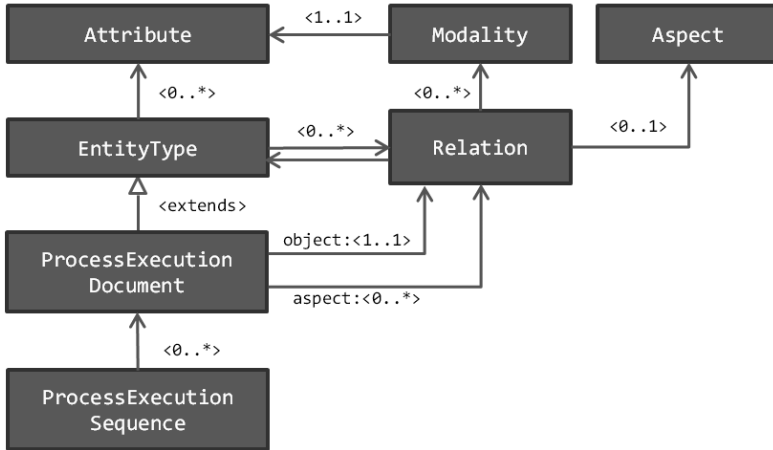 <1..1>
Attribute
Modality
Aspect
<0..*>
<0..*>
<0..*>
<0..1>
EntityType
Relation
<extends>
object:<1..1>
ProcessExecution
Document
aspect:<0..*>
<0..*>
ProcessExecution
Sequence